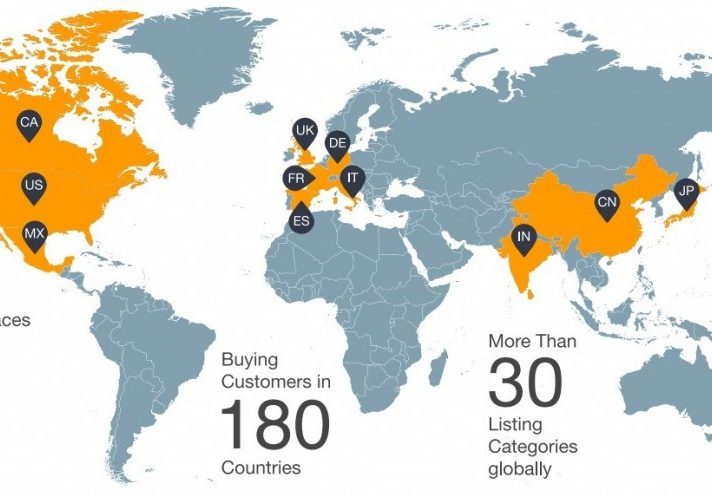 CA
US
MX
UK
DE
FR
IT
ES
CN
JP
IN
Buying
Customers in
180
Countries
More Than
30
Listing
Categories
globally